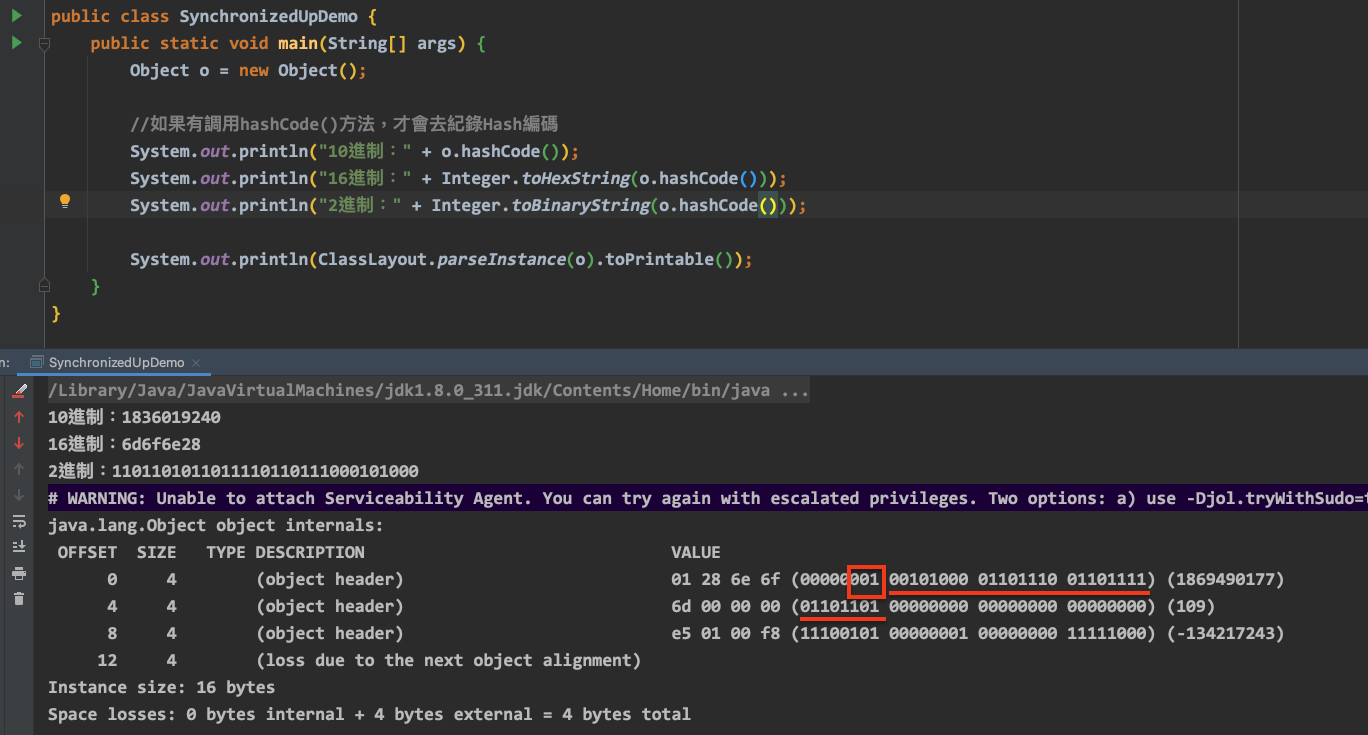 public class SynchronizedUpDemo {
public static void main(String[] args) {
Object o = new Object();
//如果有調用hashCode()方法，才會去紀錄Hash編碼
System.out.println("10進制：" + o.hashCode());
System.out.println("16進制：" + Integer.toHexString(o.hashCode()));
System.out.println("2進制：" + Integer.toBinaryString(o.hashCode()));
System.out.println(ClassLayout.parseInstance(o).toPrintable());
}
}
n: SynchronizedUpDemo ×
/Library/Java/JavaVirtualMachines/jdk1.8.0_311.jdk/Contents/Home/bin/java ...
10進制：1836019240
16進制：6d6f6e28
2進制：1101101011011110110111000101000
# WARNING: Unable to attach Serviceability Agent. You can try again with escalated privileges. Two options: a) use -Djol.tryWithSudo=t
java.lang.Object object internals:
OFFSET SIZE TYPE DESCRIPTION VALUE
0 4 (object header) 01 28 6e 6f (00000001 00101000 01101110 01101111) (1869490177)
4 4 (object header) 6d 00 00 00 (01101101 00000000 00000000 00000000) (109)
8 4 (object header) e5 01 00 f8 (11100101 00000001 00000000 11111000) (-134217243)
12 4 (loss due to the next object alignment)
Instance size: 16 bytes
Space losses: 0 bytes internal + 4 bytes external = 4 bytes total